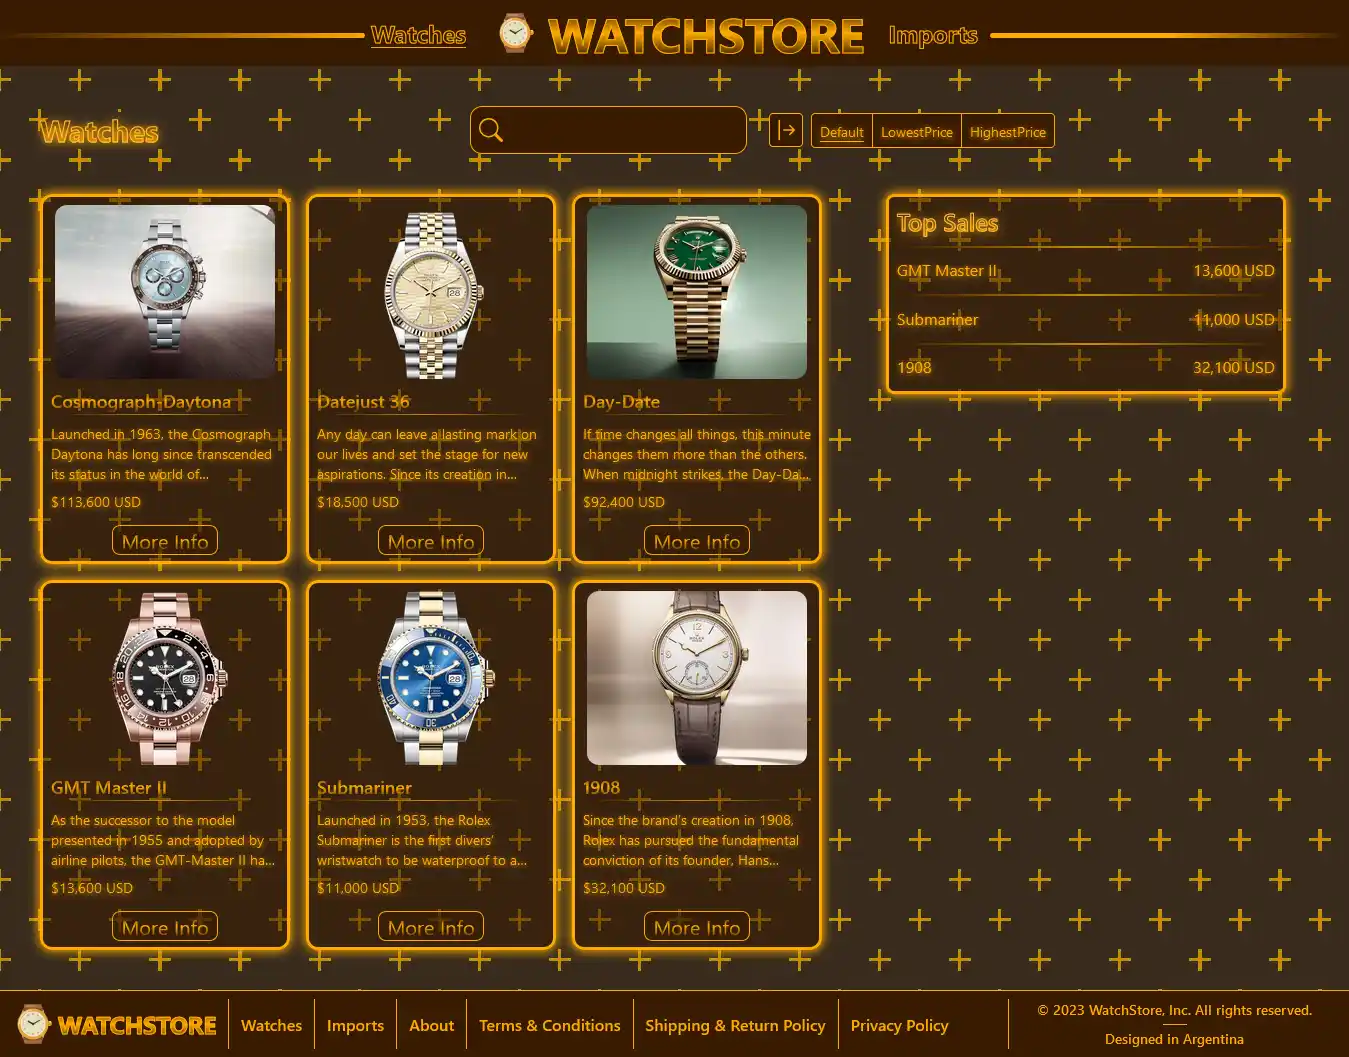 Watches
WATCHSTORE
Imports
Watches
Default
LowestPrice
HighestPrice
Cosmograph-Daytona
Launched in 1963, the Cosmograph
Daytona has long since transcended
its status in the world of...
$113,600 USD
More Info
Datejust 36
Any day can leave a lasting mark on
our lives and set the stage for new
aspirations. Since its creation in...
$18,500 USD
More Info
Day-Date
If time changes all things, this minute
changes them more than the others.
When midnight strikes, the Day-Da...
$92,400 USD
More Info
Top Sales
GMT Master II 13,600 USD
Submariner 11,000 USD
1908 32,100 USD
GMT Master II
As the successor to the model
presented in 1955 and adopted by
airline pilots, the GMT-Master II ha...
$13,600 USD
More Info
Submariner
Launched in 1953, the Rolex
Submariner is the first divers'
wristwatch to be waterproof to a...
$11,000 USD
More Info
1908
Since the brand's creation in 1908,
Rolex has pursued the fundamental
conviction of its founder, Hans...
$32,100 USD
More Info
WATCHSTORE
Watches
Imports
About
Terms & Conditions
Shipping & Return Policy
Privacy Policy
© 2023 WatchStore, Inc. All rights reserved.
Designed in Argentina